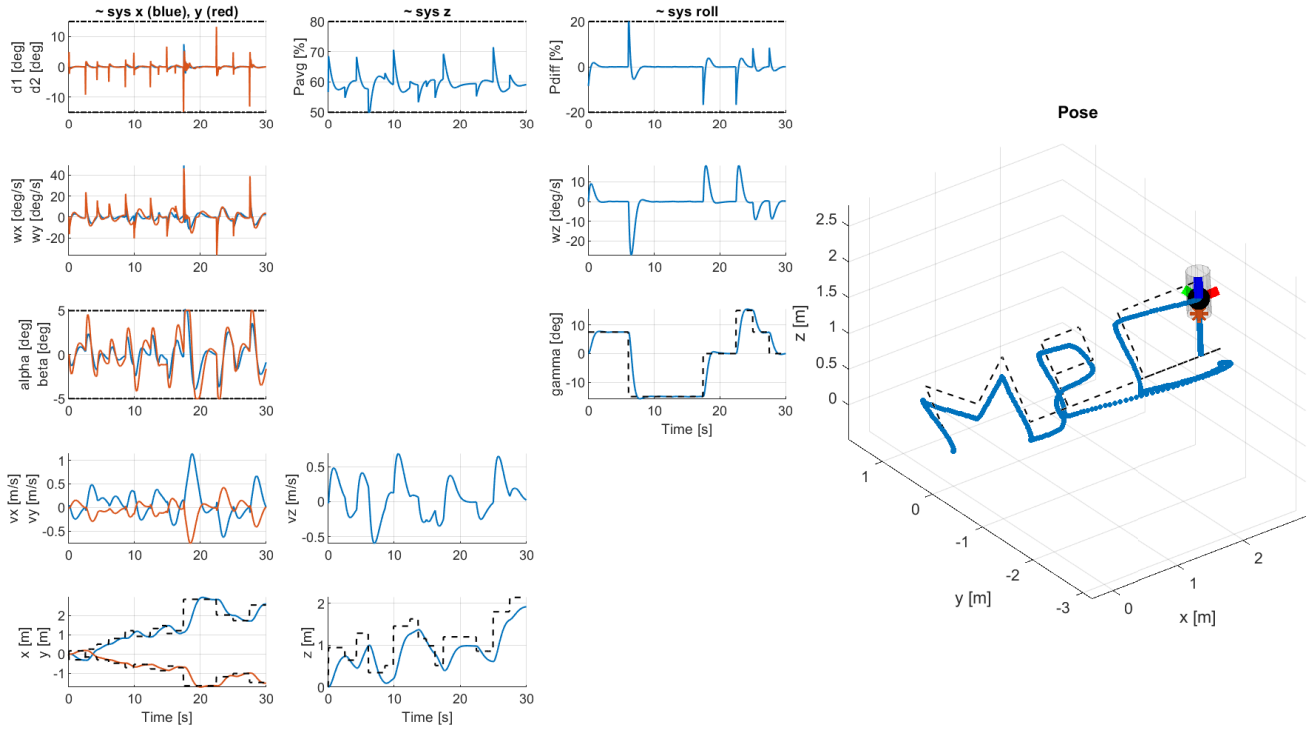 ~ sys x (blue), y (red)
~ sys z
~ sys roll
d1 [deg]
d2 [deg]
10
0
-10
0 10 20 30
Pavg [%]
80
70
60
50
0 10 20 30
Pdiff [%]
20
0
-20
0 10 20 30
Pose
wx [deg/s]
wy [deg/s]
40
20
0
-20
0 10 20 30
wz [deg/s]
10
0
-10
-20
0 10 20 30
alpha [deg]
beta [deg]
5
0
-5
0 10 20 30
gamma [deg]
10
0
-10
0 10 20 30
Time [s]
vx [m/s]
vy [m/s]
1
0.5
0
-0.5
0 10 20 30
vz [m/s]
0.5
0
-0.5
0 10 20 30
x [m]
y [m]
2
1
0
-1
0 10 20 30
Time [s]
z [m]
2
1
0
0 10 20 30
Time [s]
z [m]
2.5
2
1.5
1
0.5
0
y [m]
1
0
-1
-2
-3
x [m]
0
1
2
MPC